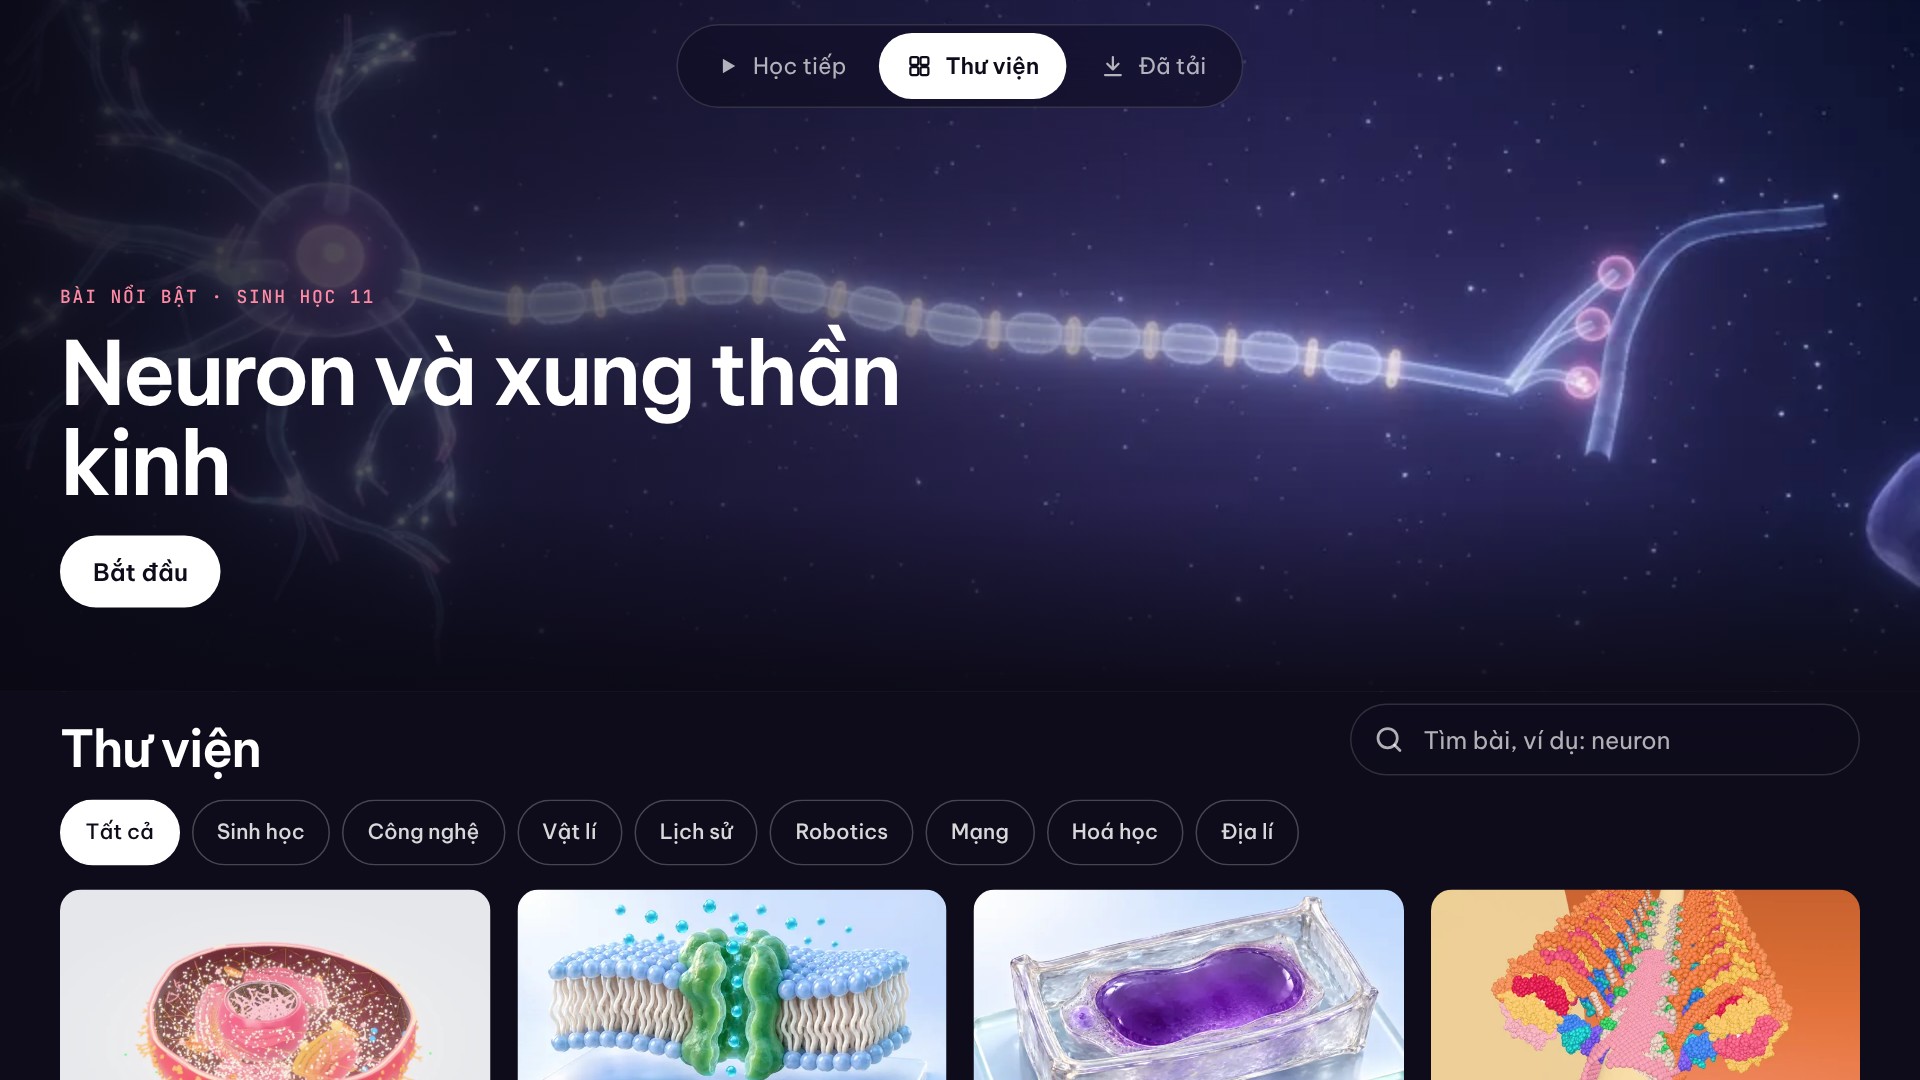 Học tiếp
Thư viện
Đã tải
BÀI NỔI BẬT · SINH HỌC 11
Neuron và xung thần
kinh
Bắt đầu
Thư viện
Tìm bài, ví dụ: neuron
Tất cả
Sinh học
Công nghệ
Vật lí
Lịch sử
Robotics
Mạng
Hoá học
Địa lí